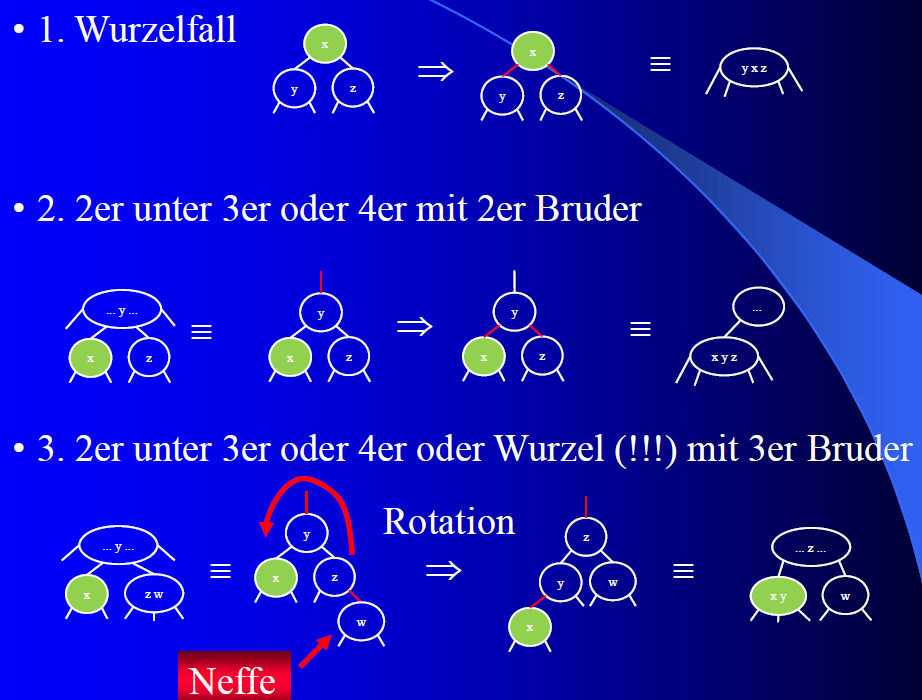 • 1. Wurzelfall
x
y z
⇒
x
y z
≡
y x z
• 2. 2er unter 3er oder 4er mit 2er Bruder
... y ...
x z
≡
y
x z
⇒
y
x z
≡
...
x y z
• 3. 2er unter 3er oder 4er oder Wurzel (!!!) mit 3er Bruder
... y ...
x z w
≡
y
x z
w
Neffe
Rotation
⇒
z
y w
x
≡
... z ...
x y w